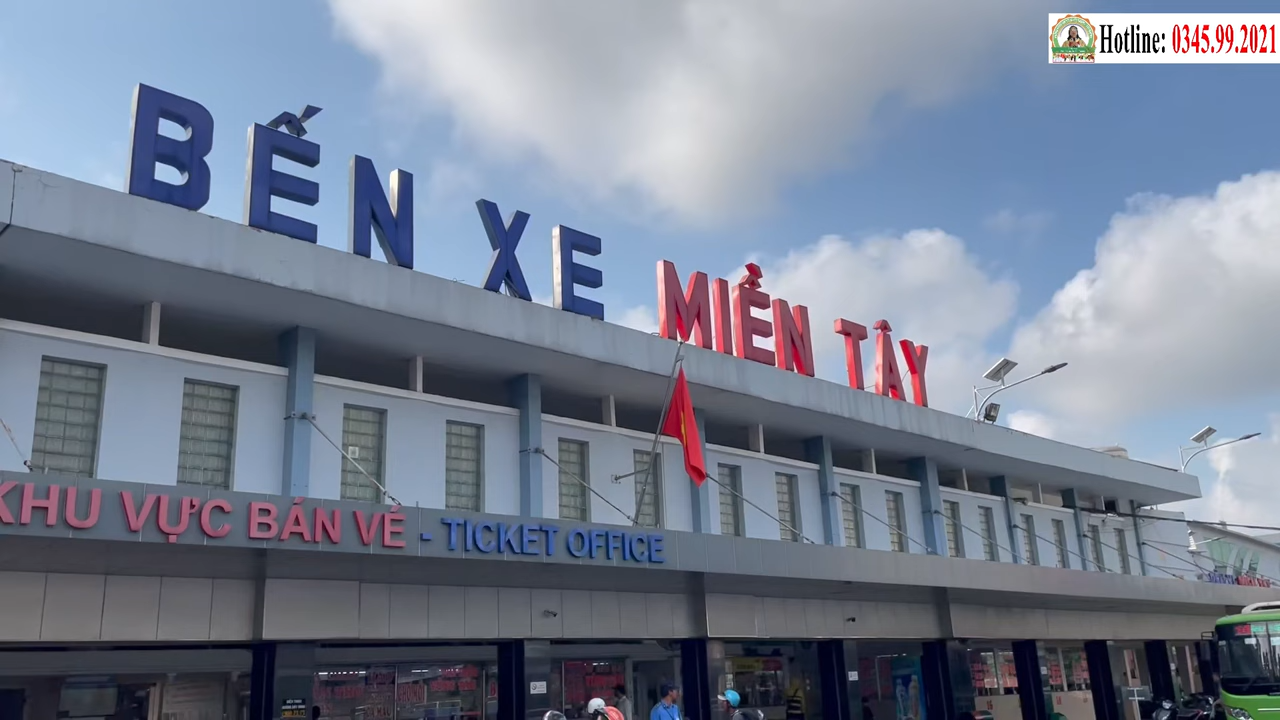 Hotline: 0345.99.2021
BẾN XE MIỀN TÂY
KHU VỰC BÁN VÉ - TICKET OFFICE